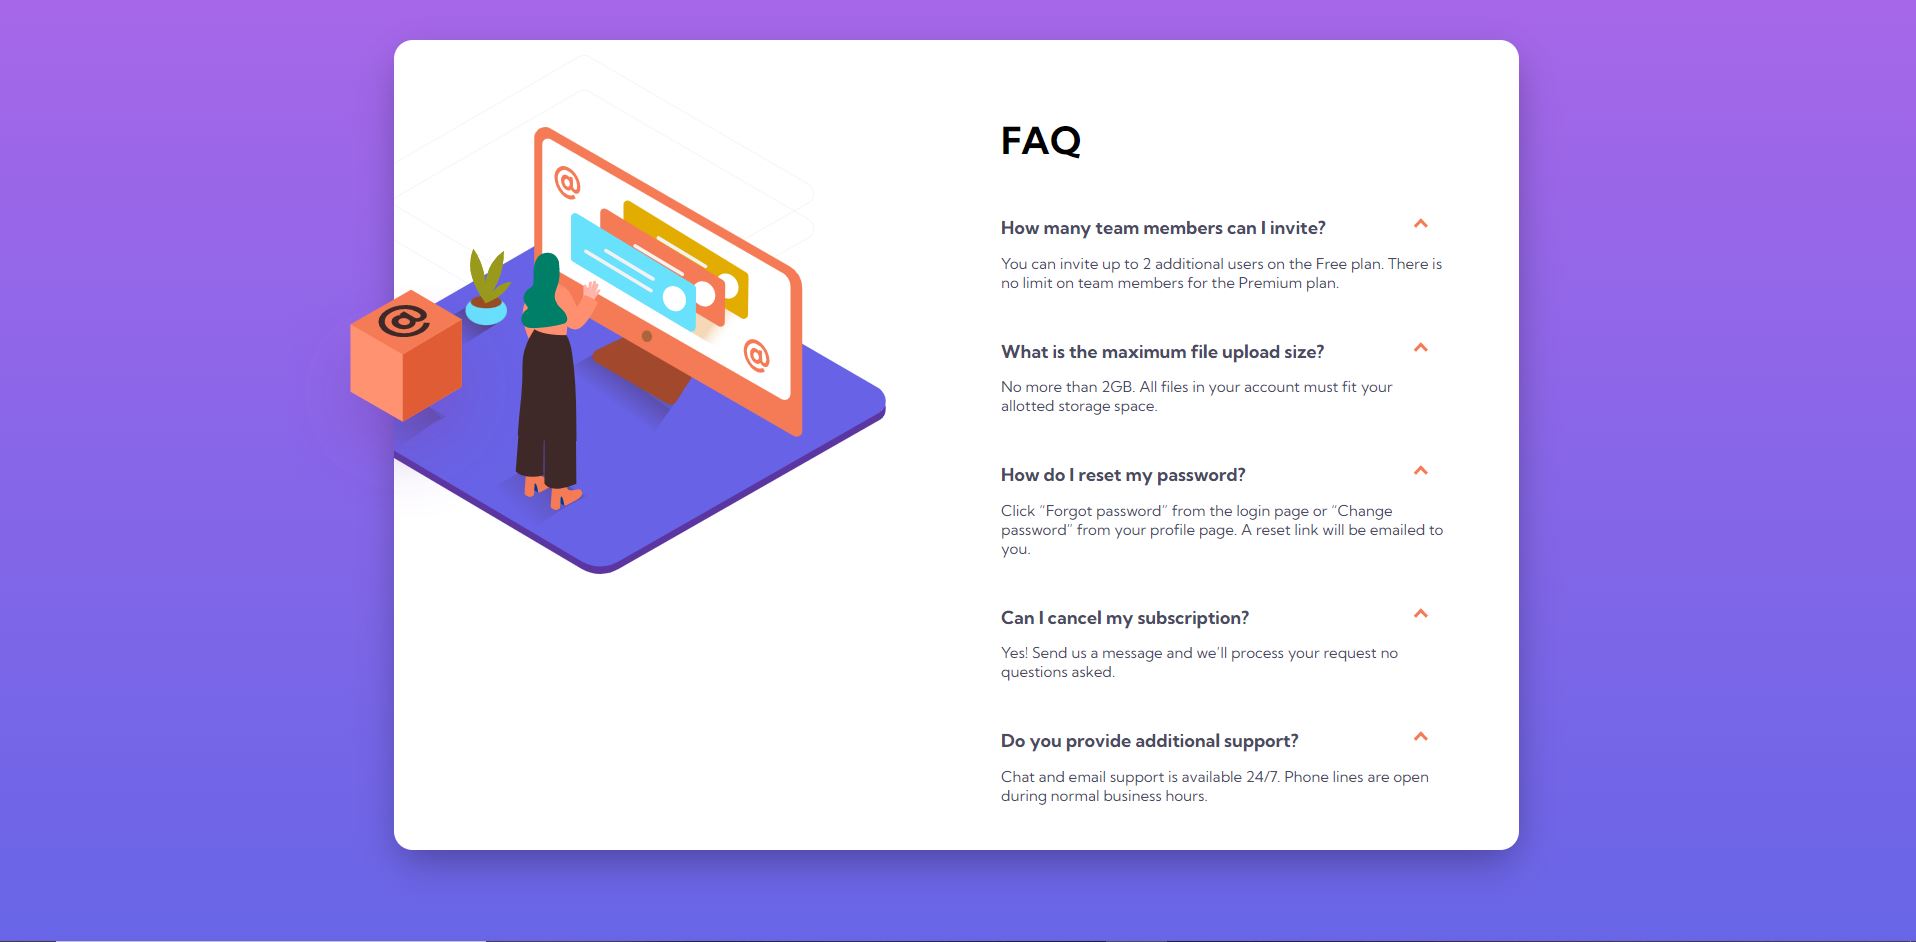 @
@
@
FAQ
How many team members can I invite?
You can invite up to 2 additional users on the Free plan. There is
no limit on team members for the Premium plan.
What is the maximum file upload size?
No more than 2GB. All files in your account must fit your
allotted storage space.
How do I reset my password?
Click “Forgot password” from the login page or “Change
password” from your profile page. A reset link will be emailed to
you.
Can I cancel my subscription?
Yes! Send us a message and we’ll process your request no
questions asked.
Do you provide additional support?
Chat and email support is available 24/7. Phone lines are open
during normal business hours.